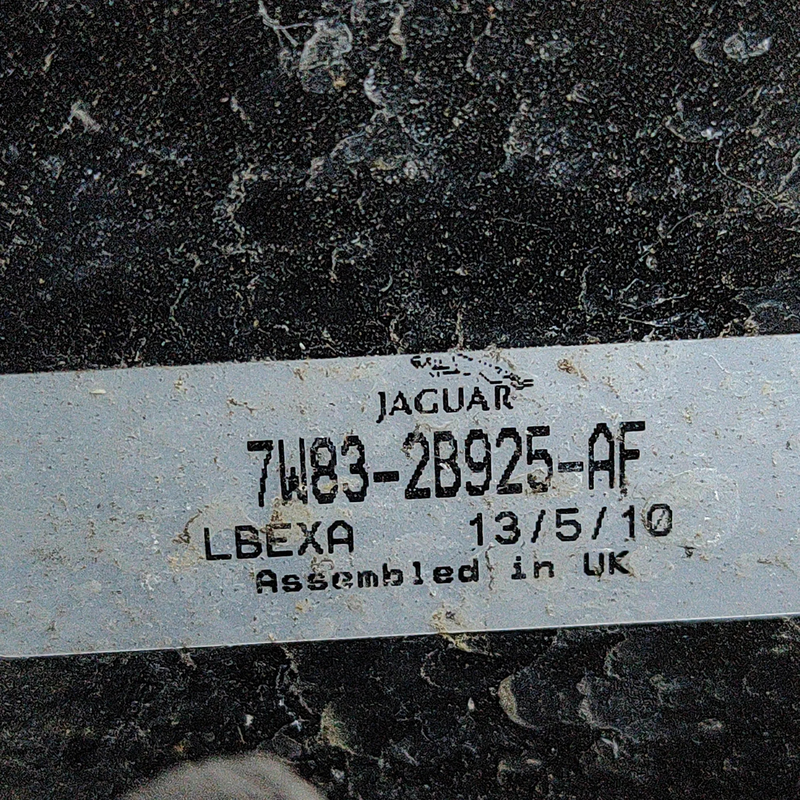 JAGUAR
7W83-2B925-AF
LBEXA 13/5/10
Assembled in UK